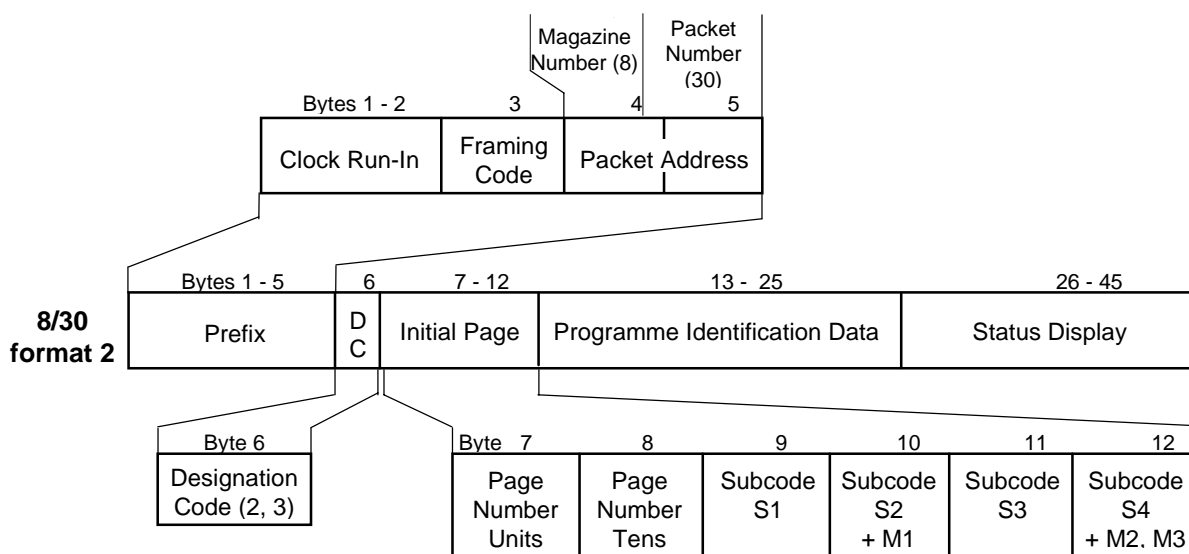 Magazine Number (8)
Packet Number (30)
Bytes 1 - 2 3 4 5
Clock Run-In
Framing Code
Packet Address
Bytes 1 - 5 6 7 - 12 13 - 25 26 - 45
8/30 format 2
Prefix
D C
Initial Page
Programme Identification Data
Status Display
Byte 6
Designation Code (2, 3)
Byte 7 8 9 10 11 12
Page Number Units
Page Number Tens
Subcode S1
Subcode S2 + M1
Subcode S3
Subcode S4 + M2, M3